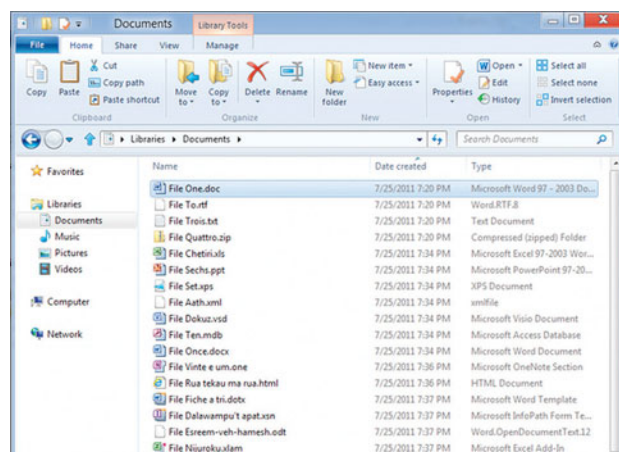 Documents
Library Tools
File Home Share View Manage
Copy
Paste
Cut
Copy path
Paste shortcut
Clipboard
Move to
Copy to
Delete
Rename
Organize
New folder
New item
Easy access
New
Properties
Open
Edit
History
Open
Select all
Select none
Invert selection
Select
Libraries Documents
Search Documents
Favorites
Libraries
Documents
Music
Pictures
Videos
Computer
Network
Name Date created Type
File One.doc 7/25/2011 7:20 PM Microsoft Word 97 - 2003 Do...
File To.rtf 7/25/2011 7:20 PM Word.RTF.8
File Trois.txt 7/25/2011 7:20 PM Text Document
File Quattro.zip 7/25/2011 7:20 PM Compressed (zipped) Folder
File Chetiri.xls 7/25/2011 7:34 PM Microsoft Excel 97-2003 Wor...
File Sechs.ppt 7/25/2011 7:34 PM Microsoft PowerPoint 97-20...
File Set.xps 7/25/2011 7:34 PM XPS Document
File Aath.xml 7/25/2011 7:34 PM xmlfile
File Dokuz.vsd 7/25/2011 7:34 PM Microsoft Visio Document
File Ten.mdb 7/25/2011 7:34 PM Microsoft Access Database
File Once.docx 7/25/2011 7:34 PM Microsoft Word Document
File Vinte e um.one 7/25/2011 7:36 PM Microsoft OneNote Section
File Rua tekau ma rua.html 7/25/2011 7:36 PM HTML Document
File Fiche a tri.dotx 7/25/2011 7:37 PM Microsoft Word Template
File Dalawampu't apat.xsn 7/25/2011 7:37 PM Microsoft InfoPath Form Te...
File Esreem-veh-hamesh.odt 7/25/2011 7:37 PM Word.OpenDocumentText.12
File Nijuroku.xlam 7/25/2011 7:37 PM Microsoft Excel Add-In